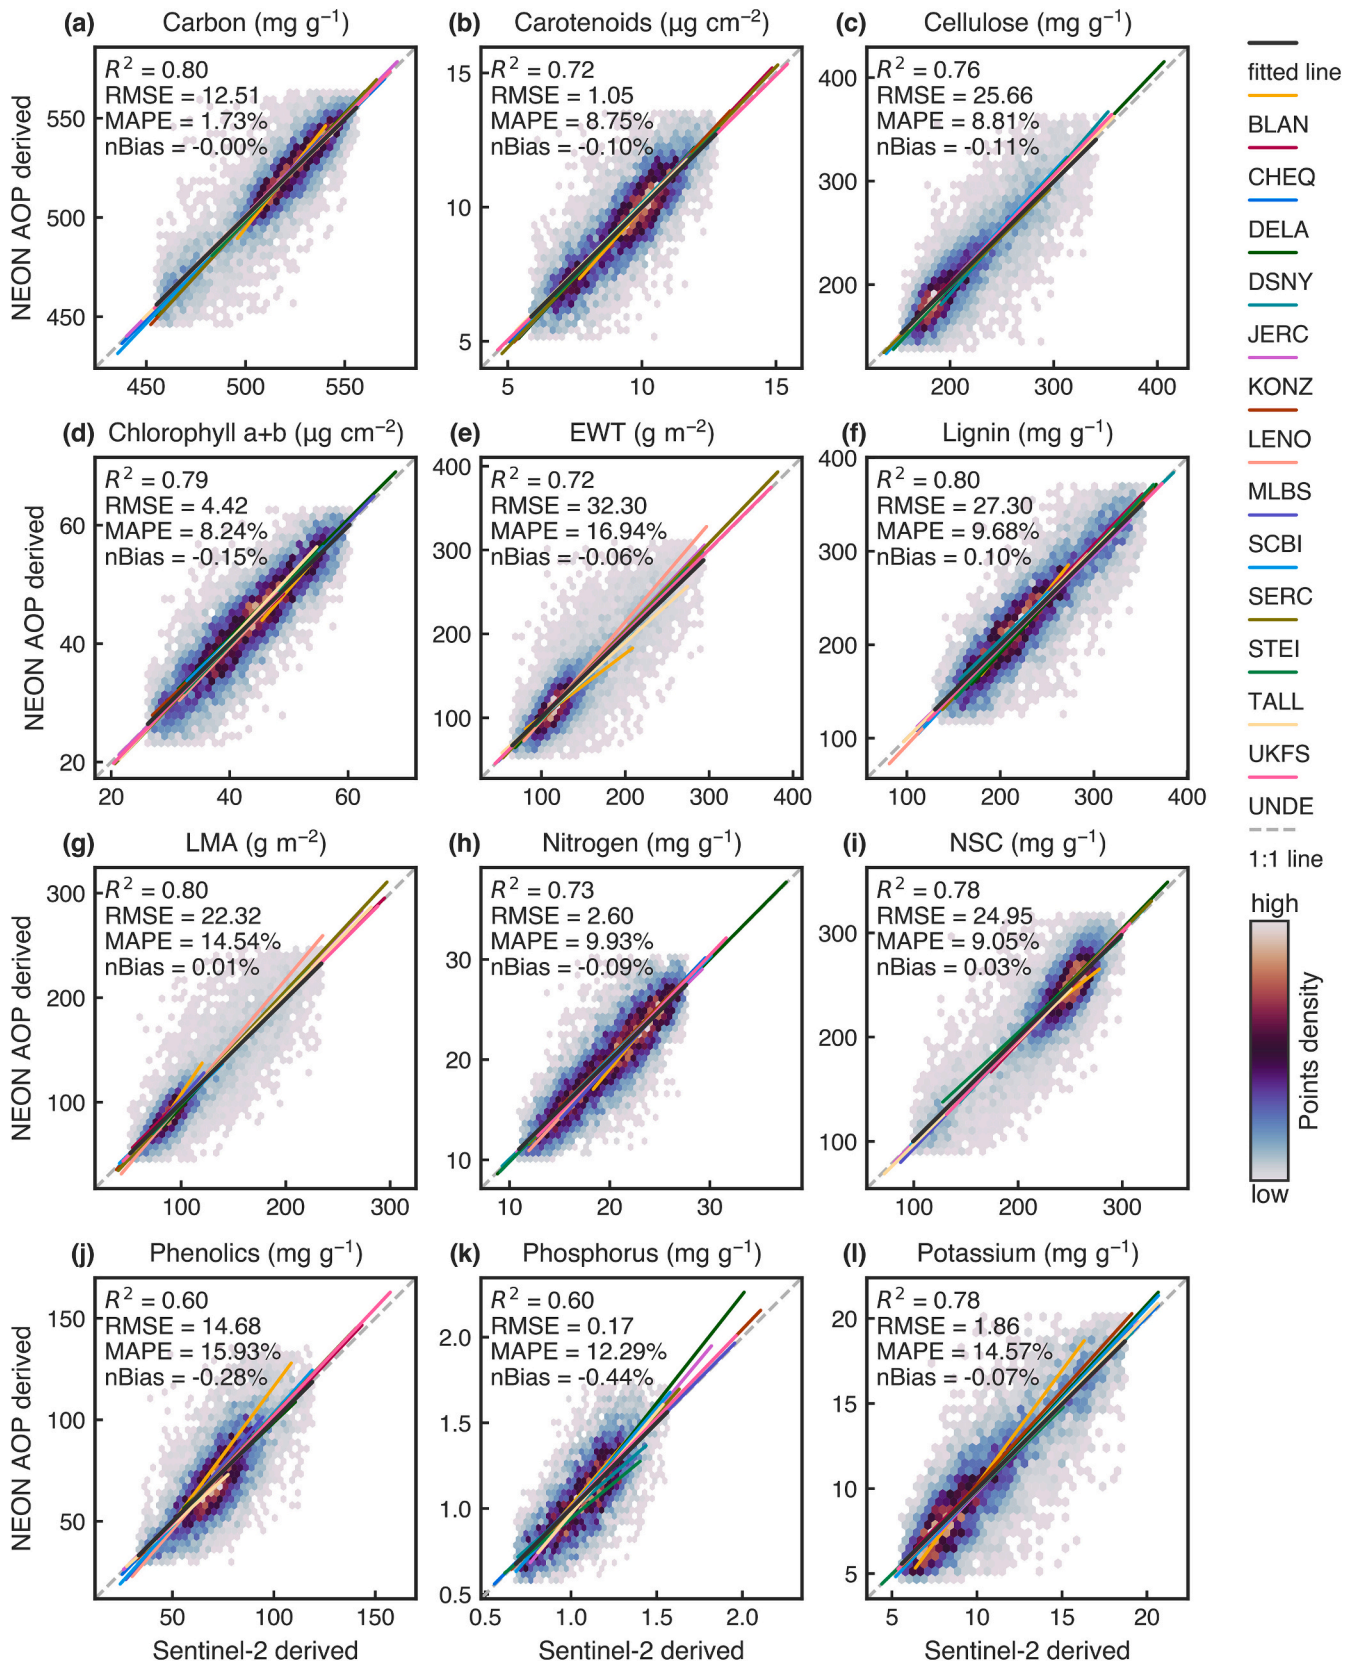 (a) Carbon (mg g⁻¹)
R² = 0.80
RMSE = 12.51
MAPE = 1.73%
nBias = -0.00%
NEON AOP derived
550
500
450
450 500 550
(b) Carotenoids (µg cm⁻²)
R² = 0.72
RMSE = 1.05
MAPE = 8.75%
nBias = -0.10%
15
10
5
5 10 15
(c) Cellulose (mg g⁻¹)
R² = 0.76
RMSE = 25.66
MAPE = 8.81%
nBias = -0.11%
400
300
200
200 300 400
(d) Chlorophyll a+b (µg cm⁻²)
R² = 0.79
RMSE = 4.42
MAPE = 8.24%
nBias = -0.15%
NEON AOP derived
60
40
20
20 40 60
(e) EWT (g m⁻²)
R² = 0.72
RMSE = 32.30
MAPE = 16.94%
nBias = -0.06%
400
300
200
100
100 200 300 400
(f) Lignin (mg g⁻¹)
R² = 0.80
RMSE = 27.30
MAPE = 9.68%
nBias = 0.10%
400
300
200
100
100 200 300 400
(g) LMA (g m⁻²)
R² = 0.80
RMSE = 22.32
MAPE = 14.54%
nBias = 0.01%
NEON AOP derived
300
200
100
100 200 300
(h) Nitrogen (mg g⁻¹)
R² = 0.73
RMSE = 2.60
MAPE = 9.93%
nBias = -0.09%
30
20
10
10 20 30
(i) NSC (mg g⁻¹)
R² = 0.78
RMSE = 24.95
MAPE = 9.05%
nBias = 0.03%
300
200
100
100 200 300
(j) Phenolics (mg g⁻¹)
R² = 0.60
RMSE = 14.68
MAPE = 15.93%
nBias = -0.28%
NEON AOP derived
150
100
50
50 100 150
Sentinel-2 derived
(k) Phosphorus (mg g⁻¹)
R² = 0.60
RMSE = 0.17
MAPE = 12.29%
nBias = -0.44%
2.0
1.5
1.0
0.5
0.5 1.0 1.5 2.0
Sentinel-2 derived
(l) Potassium (mg g⁻¹)
R² = 0.78
RMSE = 1.86
MAPE = 14.57%
nBias = -0.07%
20
15
10
5
5 10 15 20
Sentinel-2 derived
fitted line
BLAN
CHEQ
DELA
DSNY
JERC
KONZ
LENO
MLBS
SCBI
SERC
STEI
TALL
UKFS
UNDE
1:1 line
high
Points density
low